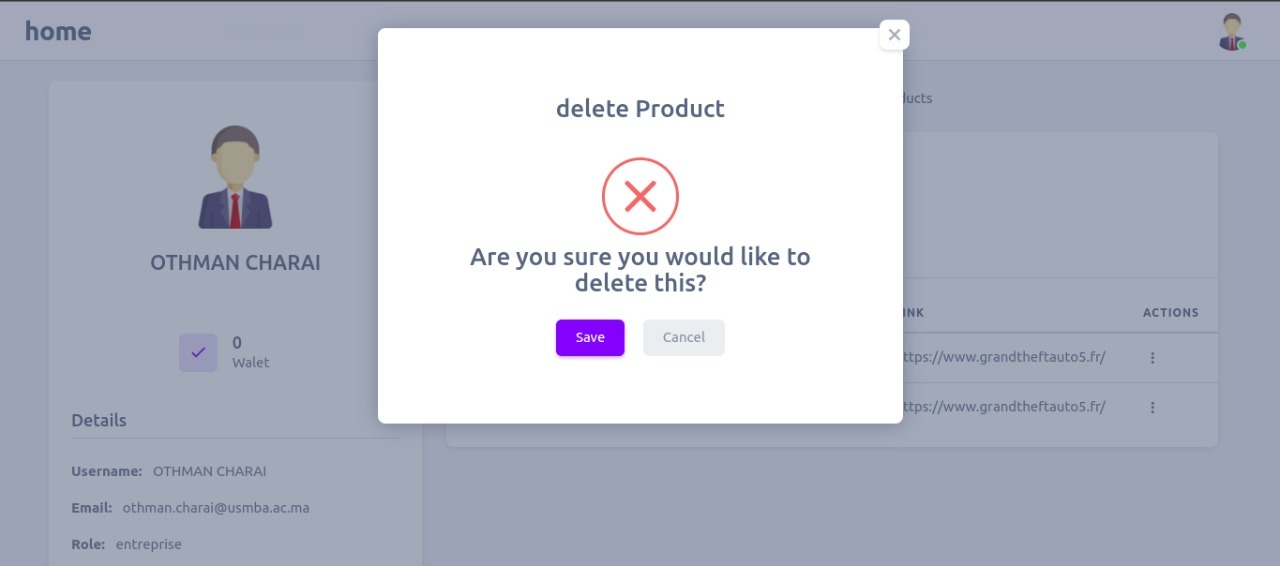 home
delete Product
Are you sure you would like to
delete this?
Save
Cancel
OTHMAN CHARAI
0
Walet
Details
Username: OTHMAN CHARAI
Email: othman.charai@usmba.ac.ma
Role: entreprise
ACTIONS
ttps://www.grandtheftauto5.fr/
ttps://www.grandtheftauto5.fr/